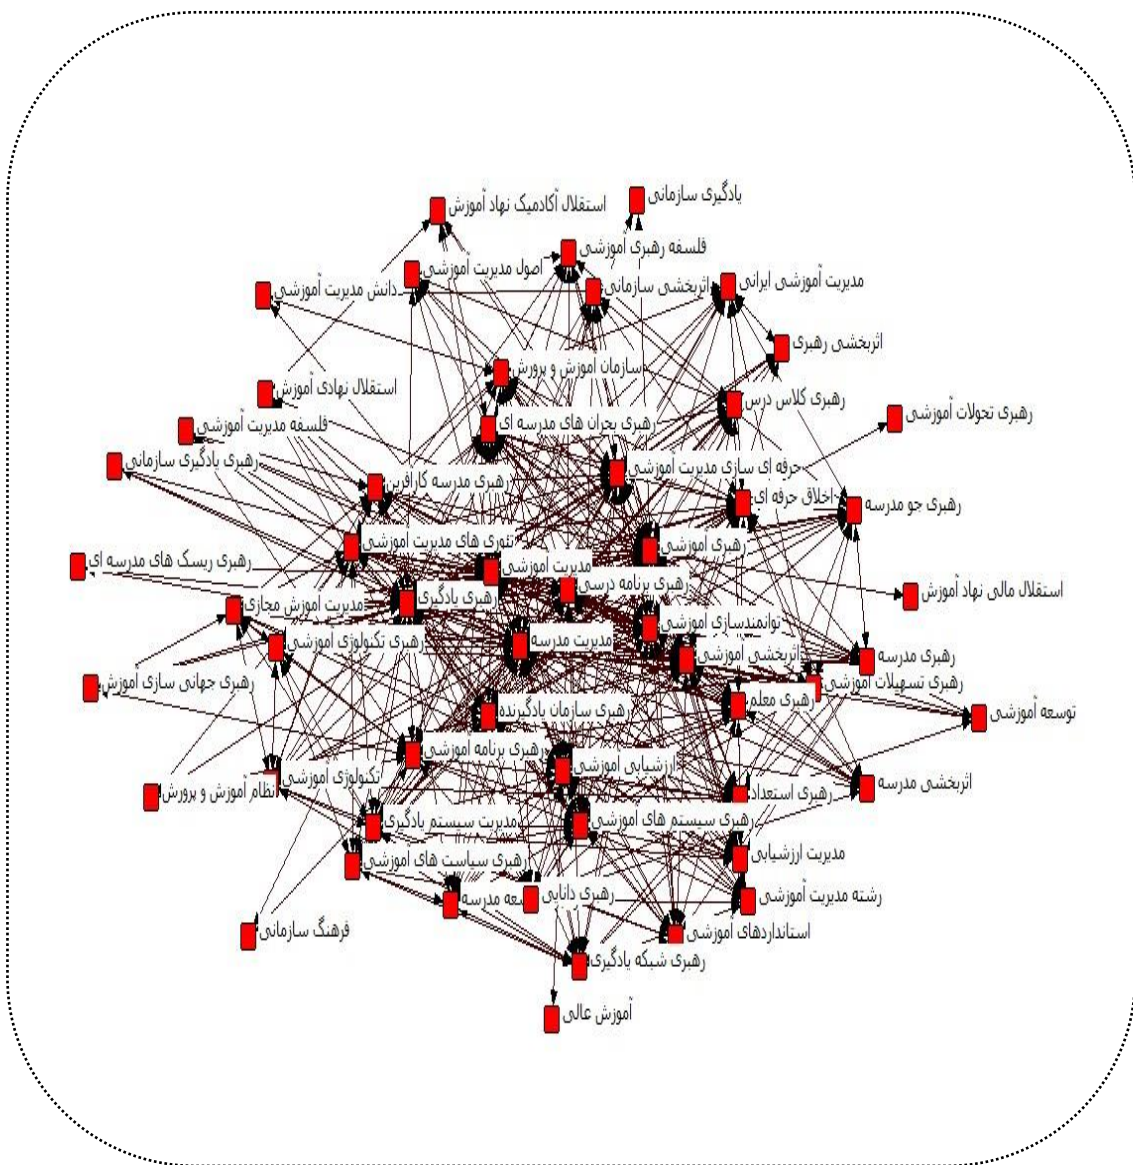 یادگیری سازمانی
استقلال آکادمیک نهاد آموزش
فلسفه رهبری آموزشی
اصول مدیریت آموزشی
مدیریت آموزشی ایرانی
اثربخشی سازمانی
دانش مدیریت آموزشی
اثربخشی رهبری
سازمان آموزش و پرورش
استقلال نهادی آموزش
رهبری کلاس درس
رهبری تحولات آموزشی
رهبری بحران های مدرسه ای
فلسفه مدیریت آموزشی
رهبری یادگیری سازمانی
حرفه ای سازی مدیریت آموزشی
رهبری مدرسه کارآفرین
اخلاق حرفه ای
رهبری جو مدرسه
تئوری های مدیریت آموزشی
رهبری آموزشی
رهبری ریسک های مدرسه ای
مدیریت آموزشی
رهبری برنامه درسی
استقلال مالی نهاد آموزش
رهبری یادگیری
مدیریت آموزش مجازی
توانمندسازی آموزشی
رهبری تکنولوژی آموزشی
مدیریت مدرسه
اثربخشی آموزشی
رهبری مدرسه
رهبری جهانی سازی آموزش
رهبری تسهیلات آموزشی
رهبری معلم
توسعه آموزشی
رهبری سازمان یادگیرنده
رهبری برنامه آموزشی
ارزشیابی آموزشی
تکنولوژی آموزشی
نظام آموزش و پرورش
رهبری استعداد
اثربخشی مدرسه
مدیریت سیستم یادگیری
رهبری سیستم های آموزشی
مدیریت ارزشیابی
رهبری سیاست های آموزشی
رهبری دانایی
مدرسه
رشته مدیریت آموزشی
فرهنگ سازمانی
استانداردهای آموزشی
رهبری شبکه یادگیری
آموزش عالی